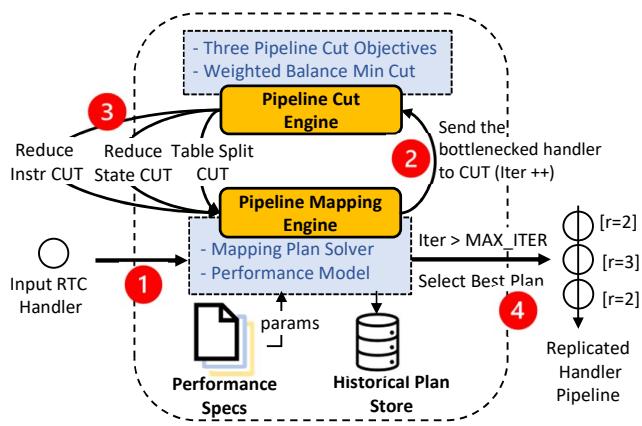 - Three Pipeline Cut Objectives
- Weighted Balance Min Cut
Pipeline Cut
Engine
3
Reduce
Instr CUT
Reduce
State CUT
Table Split
CUT
2
Send the
bottlenecked handler
to CUT (Iter ++)
Pipeline Mapping
Engine
- Mapping Plan Solver
- Performance Model
Input RTC
Handler
1
Iter > MAX_ITER
Select Best Plan
4
[r=2]
[r=3]
[r=2]
Replicated
Handler
Pipeline
params
Performance
Specs
Historical Plan
Store